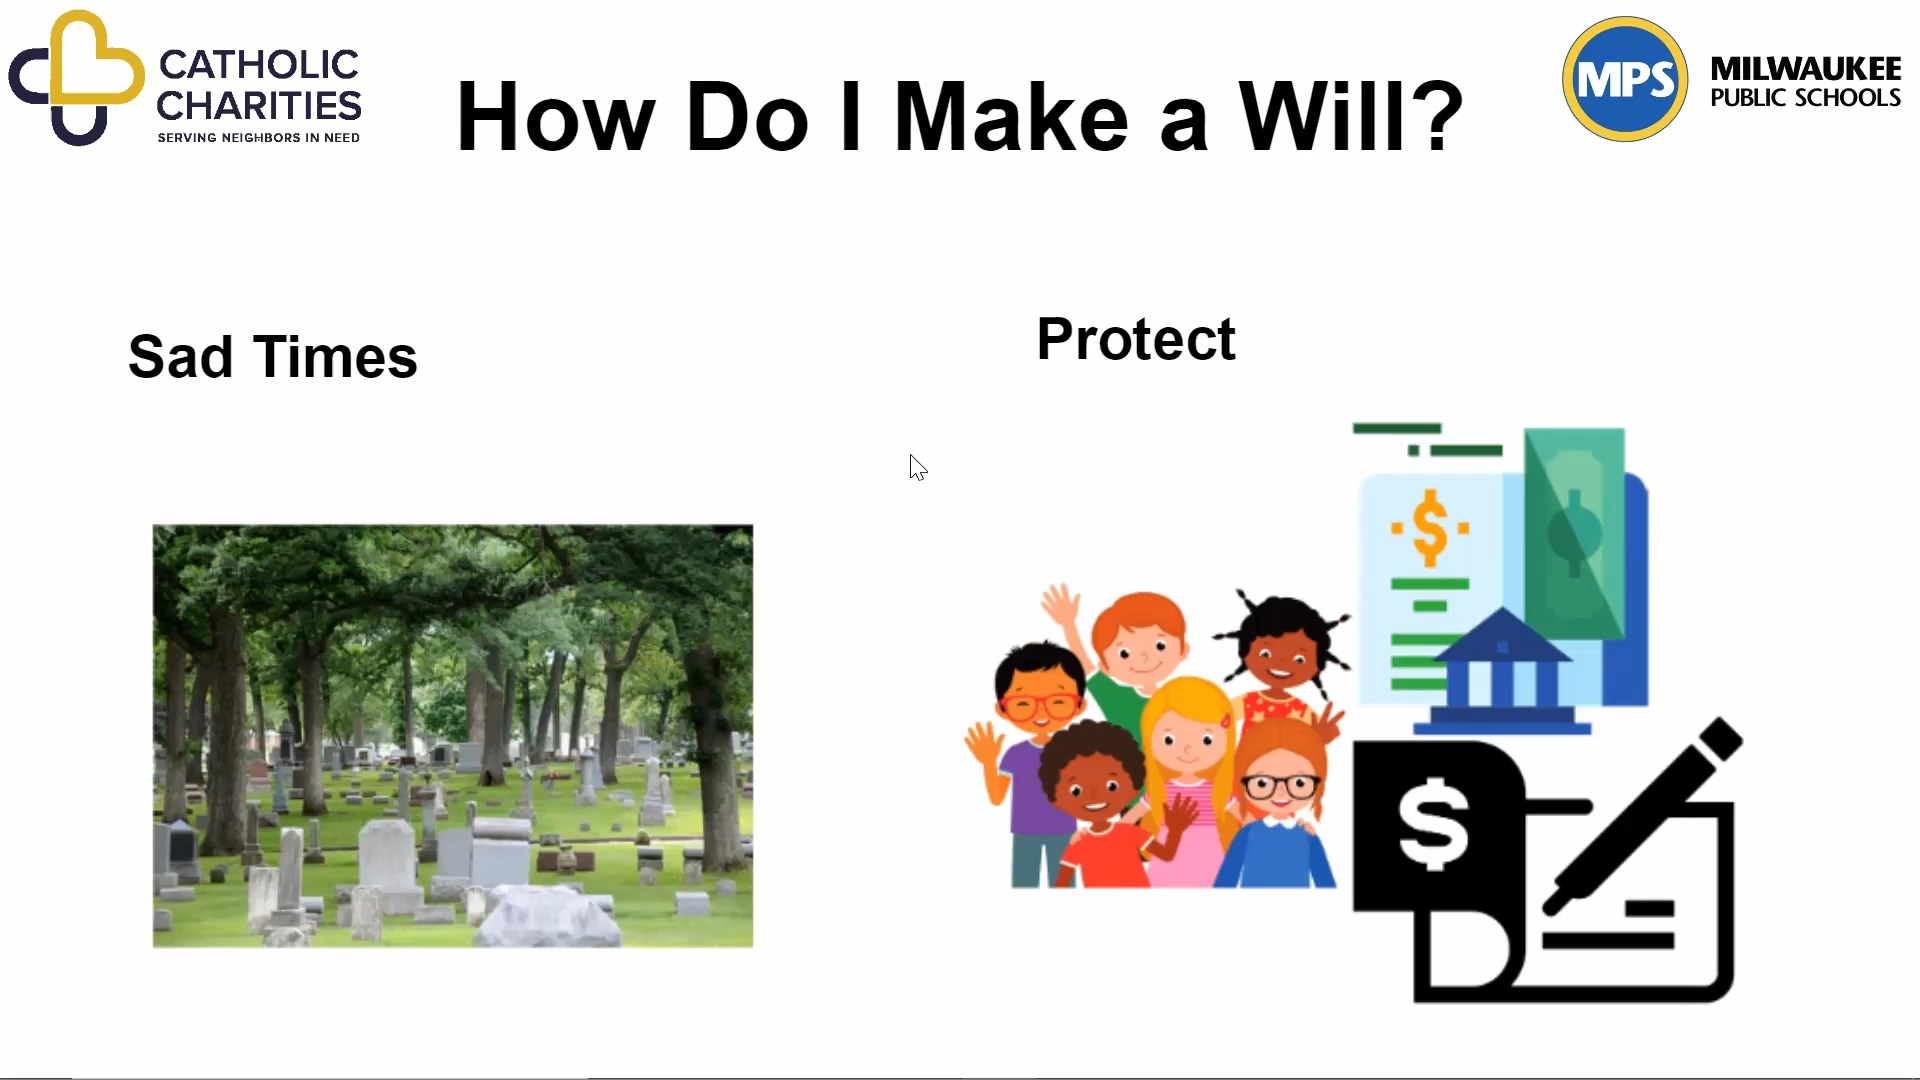 CATHOLIC
CHARITIES
SERVING NEIGHBORS IN NEED
How Do I Make a Will?
MPS
MILWAUKEE
PUBLIC SCHOOLS
Sad Times
Protect
$
$